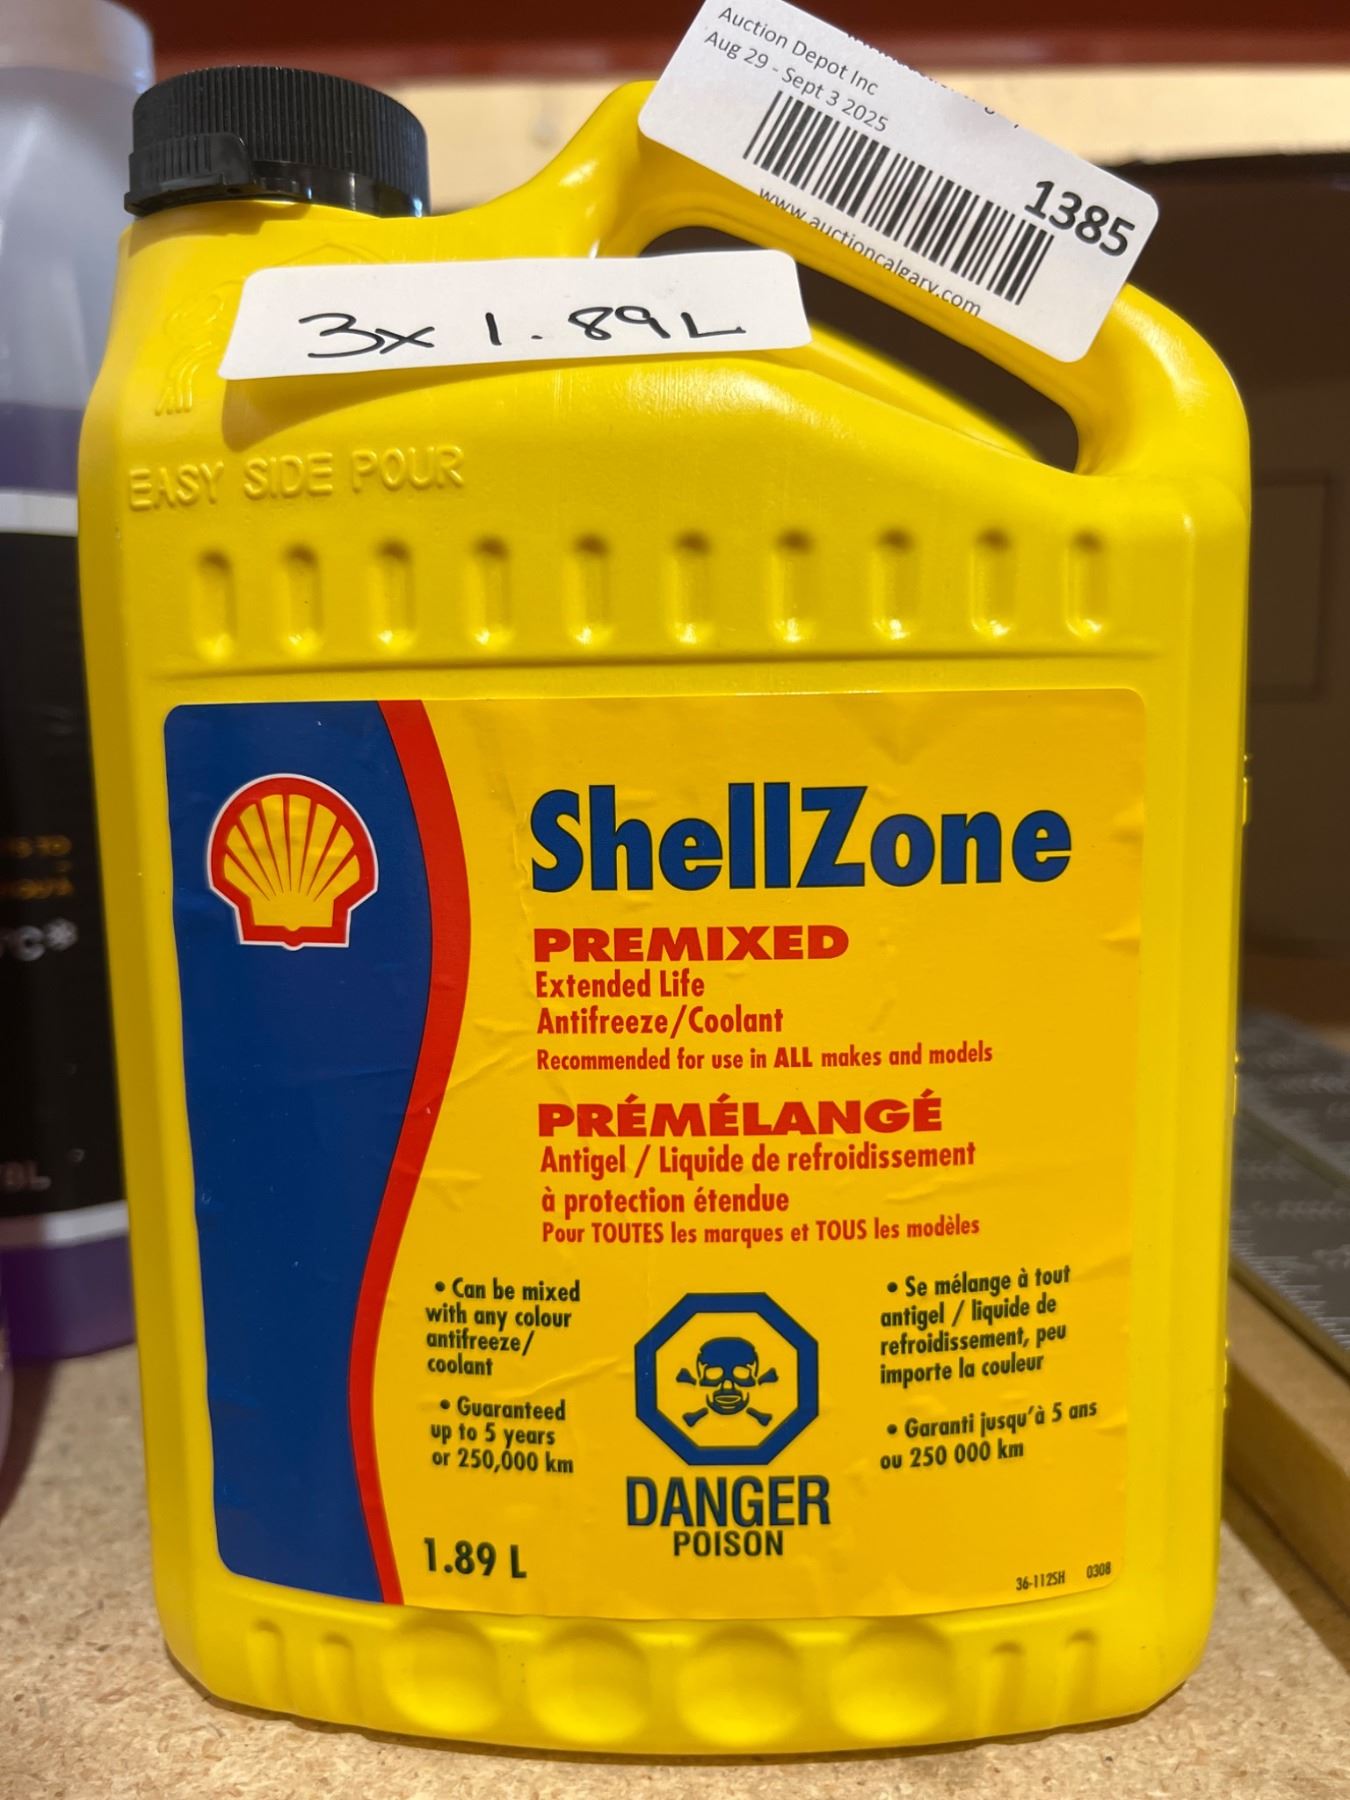 Auction Depot Inc
Aug 29 - Sept 3 2025
1385
www.auctioncalgary.com
3x 1.89L
EASY SIDE POUR
ShellZone
PREMIXED
Extended Life
Antifreeze/Coolant
Recommended for use in ALL makes and models
PRÉMÉLANGÉ
Antigel / Liquide de refroidissement
à protection étendue
Pour TOUTES les marques et TOUS les modèles
• Can be mixed
with any colour
antifreeze/
coolant
• Guaranteed
up to 5 years
or 250,000 km
• Se mélange à tout
antigel / liquide de
refroidissement, peu
importe la couleur
• Garanti jusqu'à 5 ans
ou 250 000 km
DANGER
POISON
1.89 L
36-112SH 0308